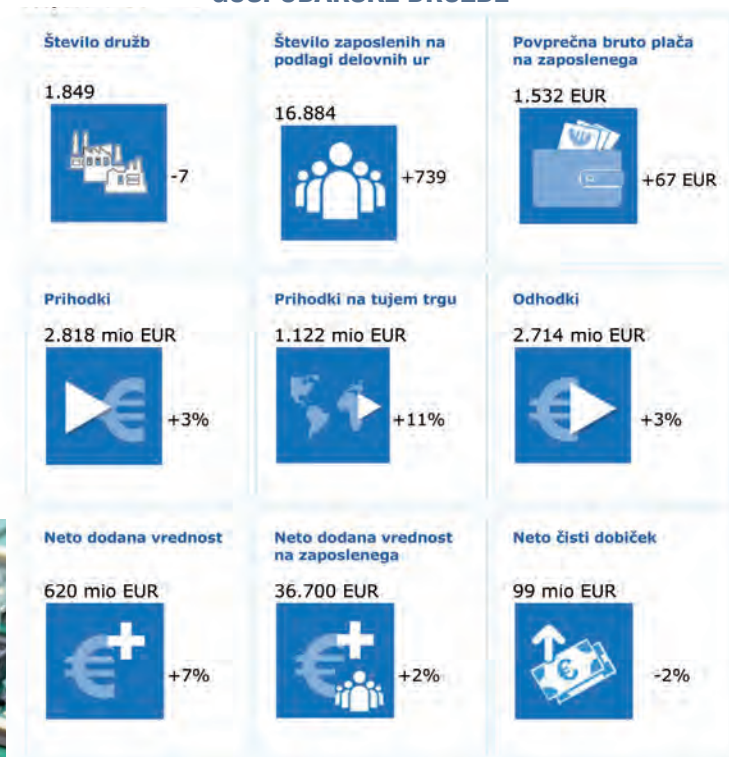 GOSPODARSKE DRUŽBE
Število družb
1.849
-7
Število zaposlenih na
podlagi delovnih ur
16.884
+739
Povprečna bruto plača
na zaposlenega
1.532 EUR
+67 EUR
Prihodki
2.818 mio EUR
+3%
Prihodki na tujem trgu
1.122 mio EUR
+11%
Odhodki
2.714 mio EUR
+3%
Neto dodana vrednost
620 mio EUR
+7%
Neto dodana vrednost
na zaposlenega
36.700 EUR
+2%
Neto čisti dobiček
99 mio EUR
-2%